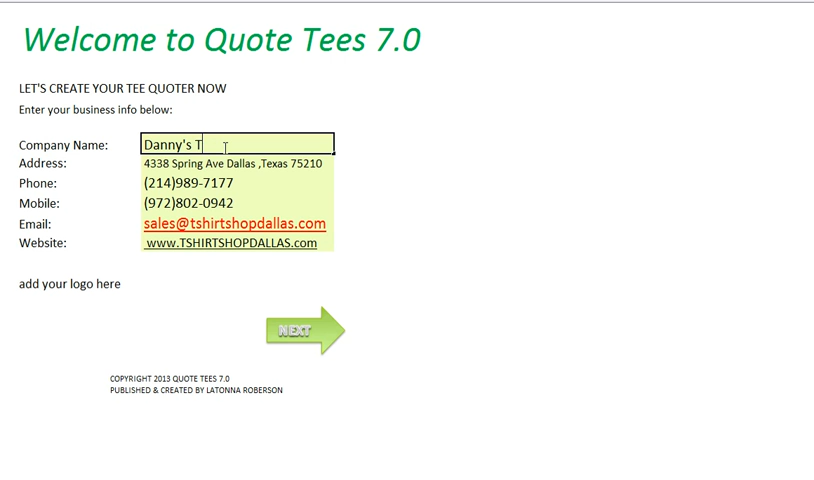 Welcome to Quote Tees 7.0
LET'S CREATE YOUR TEE QUOTER NOW
Enter your business info below:
Company Name: Danny's T
Address: 4338 Spring Ave Dallas ,Texas 75210
Phone: (214)989-7177
Mobile: (972)802-0942
Email: sales@tshirtshopdallas.com
Website: www.TSHIRTSHOPDALLAS.com
add your logo here
NEXT
COPYRIGHT 2013 QUOTE TEES 7.0
PUBLISHED & CREATED BY LATONNA ROBERSON